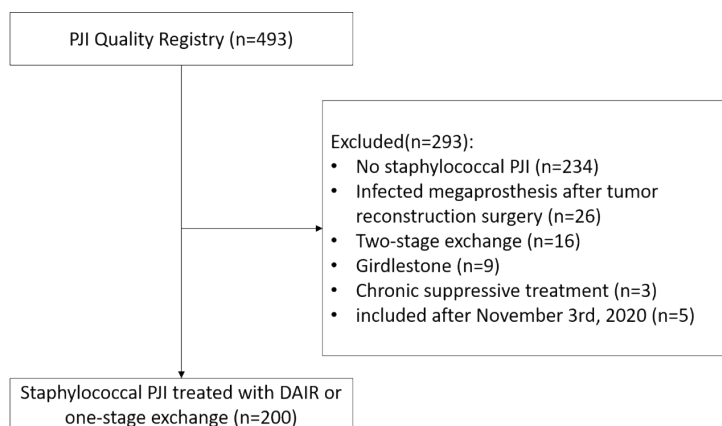 PJI Quality Registry (n=493)
Excluded(n=293):
• No staphylococcal PJI (n=234)
• Infected megaprosthesis after tumor
reconstruction surgery (n=26)
• Two-stage exchange (n=16)
• Girdlestone (n=9)
• Chronic suppressive treatment (n=3)
• included after November 3rd, 2020 (n=5)
Staphylococcal PJI treated with DAIR or
one-stage exchange (n=200)